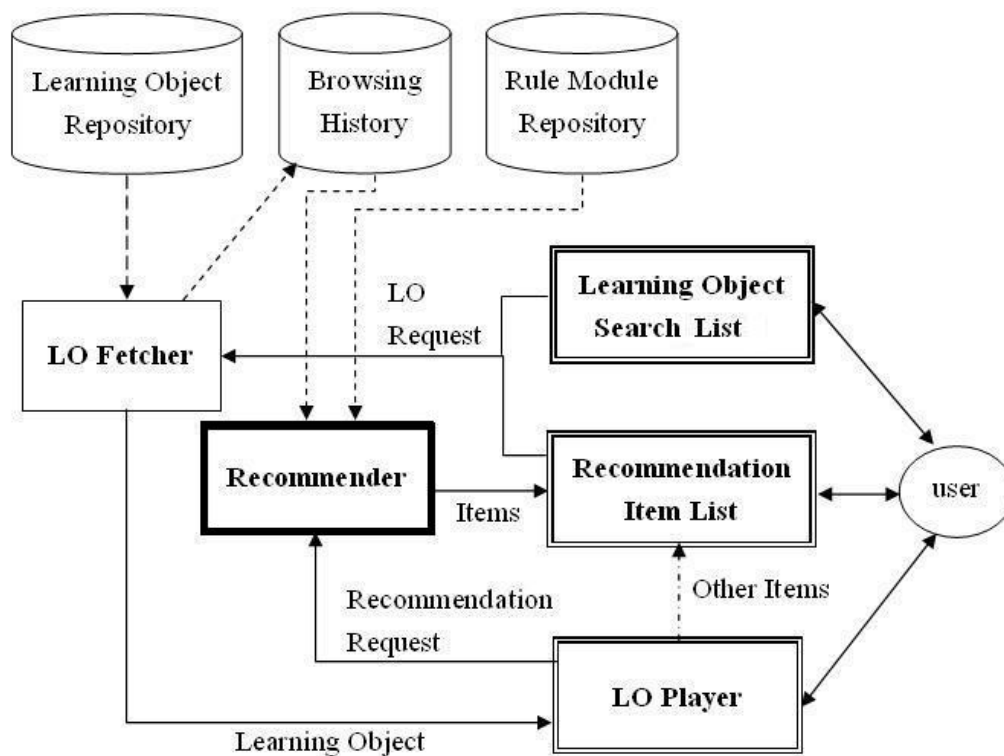 Learning Object
Repository
Browsing
History
Rule Module
Repository
LO
Request
Learning Object
Search List
LO Fetcher
Recommender
Items
Recommendation
Item List
user
Recommendation
Request
Other Items
LO Player
Learning Object